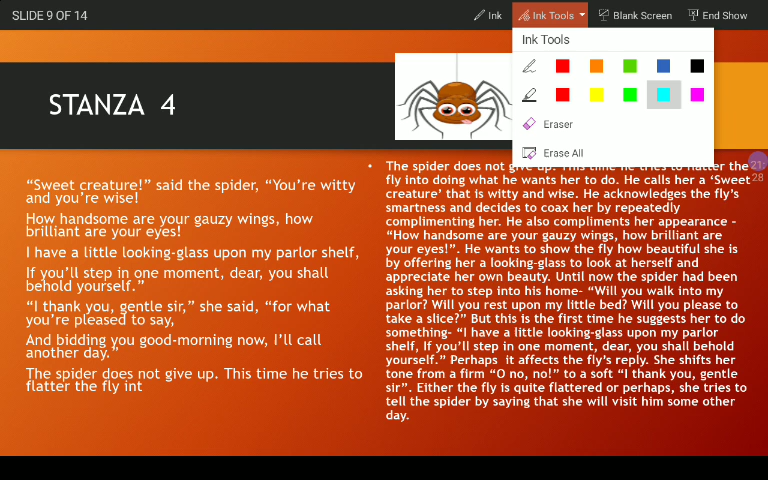 SLIDE 9 OF 14
Ink
Ink Tools
Blank Screen
End Show
Ink Tools
Eraser
Erase All
STANZA 4
21:
28
“Sweet creature!” said the spider, “You’re witty
and you’re wise!
How handsome are your gauzy wings, how
brilliant are your eyes!
I have a little looking-glass upon my parlor shelf,
If you’ll step in one moment, dear, you shall
behold yourself.”
“I thank you, gentle sir,” she said, “for what
you’re pleased to say,
And bidding you good-morning now, I’ll call
another day.”
The spider does not give up. This time he tries to
flatter the fly int
• The spider does not give up. This time he tries to flatter the
fly into doing what he wants her to do. He calls her a ‘Sweet
creature’ that is witty and wise. He acknowledges the fly’s
smartness and decides to coax her by repeatedly
complimenting her. He also compliments her appearance –
“How handsome are your gauzy wings, how brilliant are
your eyes!”. He wants to show the fly how beautiful she is
by offering her a looking-glass to look at herself and
appreciate her own beauty. Until now the spider had been
asking her to step into his home- “Will you walk into my
parlor? Will you rest upon my little bed? Will you please to
take a slice?” But this is the first time he suggests her to do
something- “I have a little looking-glass upon my parlor
shelf, If you’ll step in one moment, dear, you shall behold
yourself.” Perhaps it affects the fly’s reply. She shifts her
tone from a firm “O no, no!” to a soft “I thank you, gentle
sir”. Either the fly is quite flattered or perhaps, she tries to
tell the spider by saying that she will visit him some other
day.